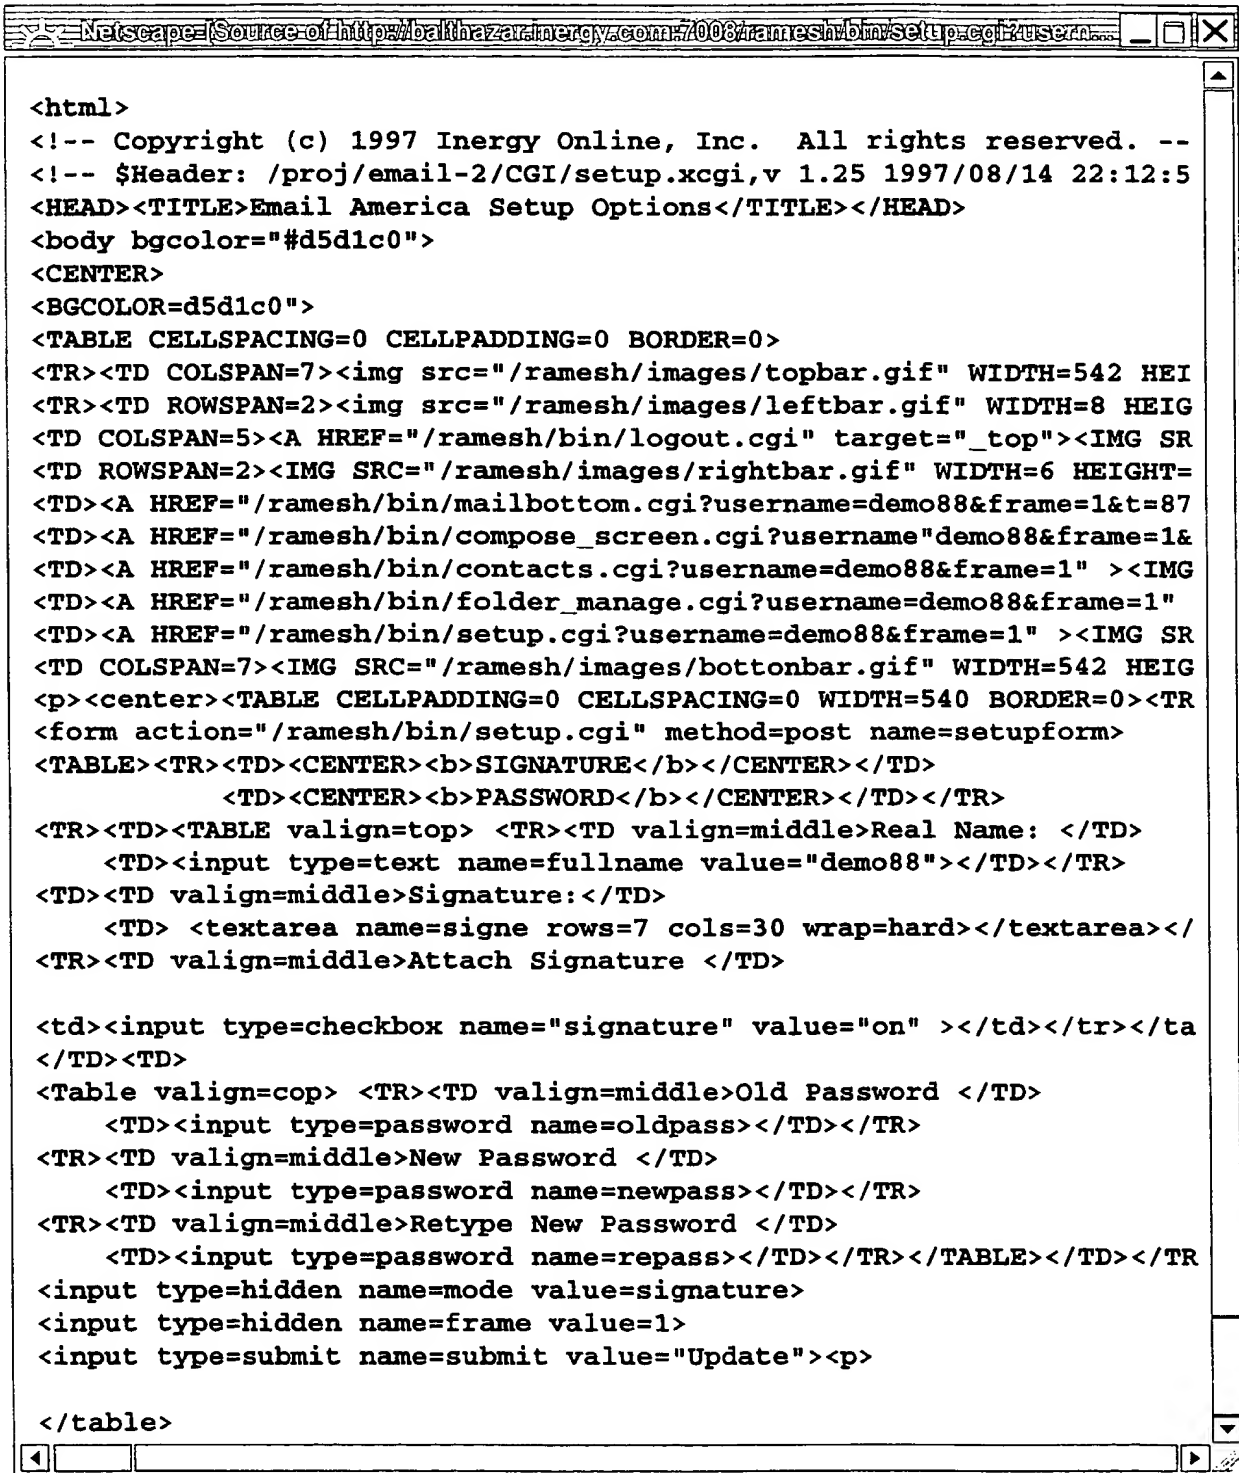 Netscape-[Source of http://balthazar.inergy.com:7008/ramesh/bin/setup.cgi?usern...
<html>
<!-- Copyright (c) 1997 Inergy Online, Inc.  All rights reserved. --
<!-- $Header: /proj/email-2/CGI/setup.xcgi,v 1.25 1997/08/14 22:12:5
<HEAD><TITLE>Email America Setup Options</TITLE></HEAD>
<body bgcolor="#d5d1c0">
<CENTER>
<BGCOLOR=d5d1c0">
<TABLE CELLSPACING=0 CELLPADDING=0 BORDER=0>
<TR><TD COLSPAN=7><img src="/ramesh/images/topbar.gif" WIDTH=542 HEI
<TR><TD ROWSPAN=2><img src="/ramesh/images/leftbar.gif" WIDTH=8 HEIG
<TD COLSPAN=5><A HREF="/ramesh/bin/logout.cgi" target="_top"><IMG SR
<TD ROWSPAN=2><IMG SRC="/ramesh/images/rightbar.gif" WIDTH=6 HEIGHT=
<TD><A HREF="/ramesh/bin/mailbottom.cgi?username=demo88&frame=1&t=87
<TD><A HREF="/ramesh/bin/compose_screen.cgi?username"demo88&frame=1&
<TD><A HREF="/ramesh/bin/contacts.cgi?username=demo88&frame=1" ><IMG
<TD><A HREF="/ramesh/bin/folder_manage.cgi?username=demo88&frame=1"
<TD><A HREF="/ramesh/bin/setup.cgi?username=demo88&frame=1" ><IMG SR
<TD COLSPAN=7><IMG SRC="/ramesh/images/bottonbar.gif" WIDTH=542 HEIG
<p><center><TABLE CELLPADDING=0 CELLSPACING=0 WIDTH=540 BORDER=0><TR
<form action="/ramesh/bin/setup.cgi" method=post name=setupform>
<TABLE><TR><TD><CENTER><b>SIGNATURE</b></CENTER></TD>
<TD><CENTER><b>PASSWORD</b></CENTER></TD></TR>
<TR><TD><TABLE valign=top> <TR><TD valign=middle>Real Name: </TD>
<TD><input type=text name=fullname value="demo88"></TD></TR>
<TD><TD valign=middle>Signature:</TD>
<TD> <textarea name=signe rows=7 cols=30 wrap=hard></textarea></
<TR><TD valign=middle>Attach Signature </TD>
<td><input type=checkbox name="signature" value="on" ></td></tr></ta
</TD><TD>
<Table valign=cop> <TR><TD valign=middle>Old Password </TD>
<TD><input type=password name=oldpass></TD></TR>
<TR><TD valign=middle>New Password </TD>
<TD><input type=password name=newpass></TD></TR>
<TR><TD valign=middle>Retype New Password </TD>
<TD><input type=password name=repass></TD></TR></TABLE></TD></TR
<input type=hidden name=mode value=signature>
<input type=hidden name=frame value=1>
<input type=submit name=submit value="Update"><p>
</table>